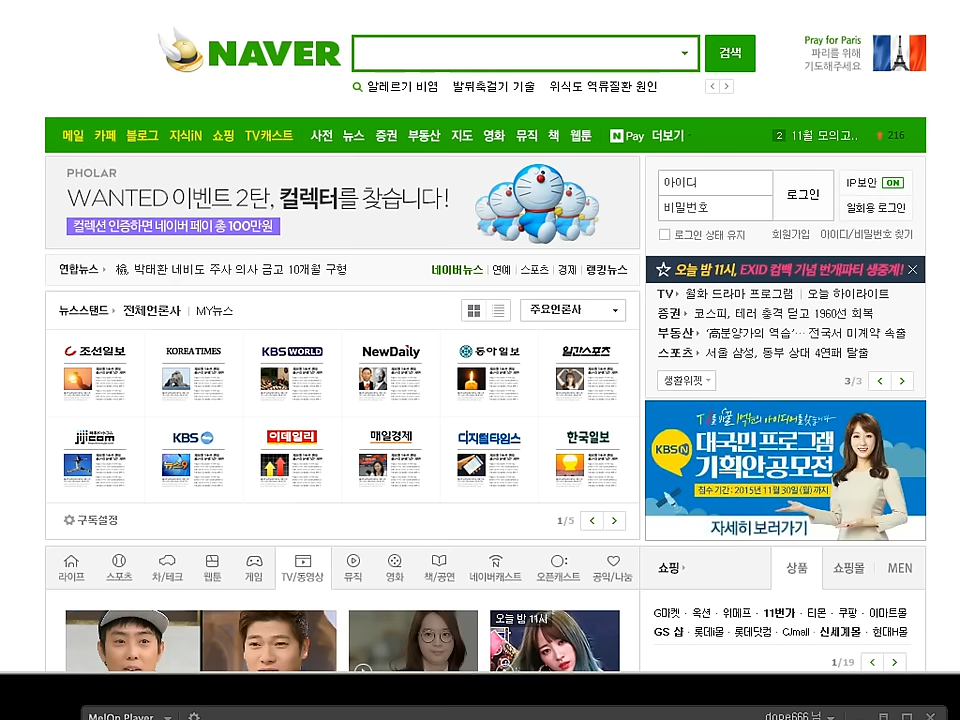 NAVER
검색
Pray for Paris
파리를 위해
기도해주세요
알레르기 비염 발뒤축걸기 기술 위식도 역류질환 원인
메일 카페 블로그 지식iN 쇼핑 TV캐스트 사전 뉴스 증권 부동산 지도 영화 뮤직 책 웹툰 N Pay 더보기
2 11월 모의고.. 216
PHOLAR
WANTED 이벤트 2탄, 컬렉터를 찾습니다!
컬렉션 인증하면 네이버 페이 총 100만원
아이디
비밀번호
로그인
IP보안 ON
일회용 로그인
로그인 상태 유지 회원가입 아이디/비밀번호 찾기
연합뉴스 檢, 박태환 네비도 주사 의사 금고 10개월 구형
네이버뉴스 연예 스포츠 경제 랭킹뉴스
오늘 밤 11시, EXID 컴백 기념 번개파티 생중계!
TV 월화 드라마 프로그램 | 오늘 하이라이트
증권 코스피, 테러 충격 딛고 1960선 회복
부동산 '高분양가의 역습'… 전국서 미계약 속출
스포츠 서울 삼성, 동부 상대 4연패 탈출
생활위젯
3/3
뉴스스탠드 전체언론사 | MY뉴스
주요언론사
조선일보 KOREA TIMES KBS WORLD NewDaily 동아일보 일간스포츠
jjjcom KBS 이데일리 매일경제 디지털타임스 한국일보
뉴스9
구독설정
1/5
KBS N
대국민 프로그램
기획안 공모전
접수기간 : 2015년 11월 30일(월)까지
자세히 보러가기
라이프 스포츠 차/테크 웹툰 게임 TV/동영상 뮤직 영화 책/공연 네이버캐스트 오픈캐스트 공익/나눔
쇼핑 상품 쇼핑몰 MEN
G마켓 · 옥션 · 위메프 · 11번가 · 티몬 · 쿠팡 · 이마트몰
GS 샵 · 롯데i몰 · 롯데닷컴 · CJmall · 신세계몰 · 현대H몰
1/19
오늘 밤 11시
MelOn Player
dope666 님